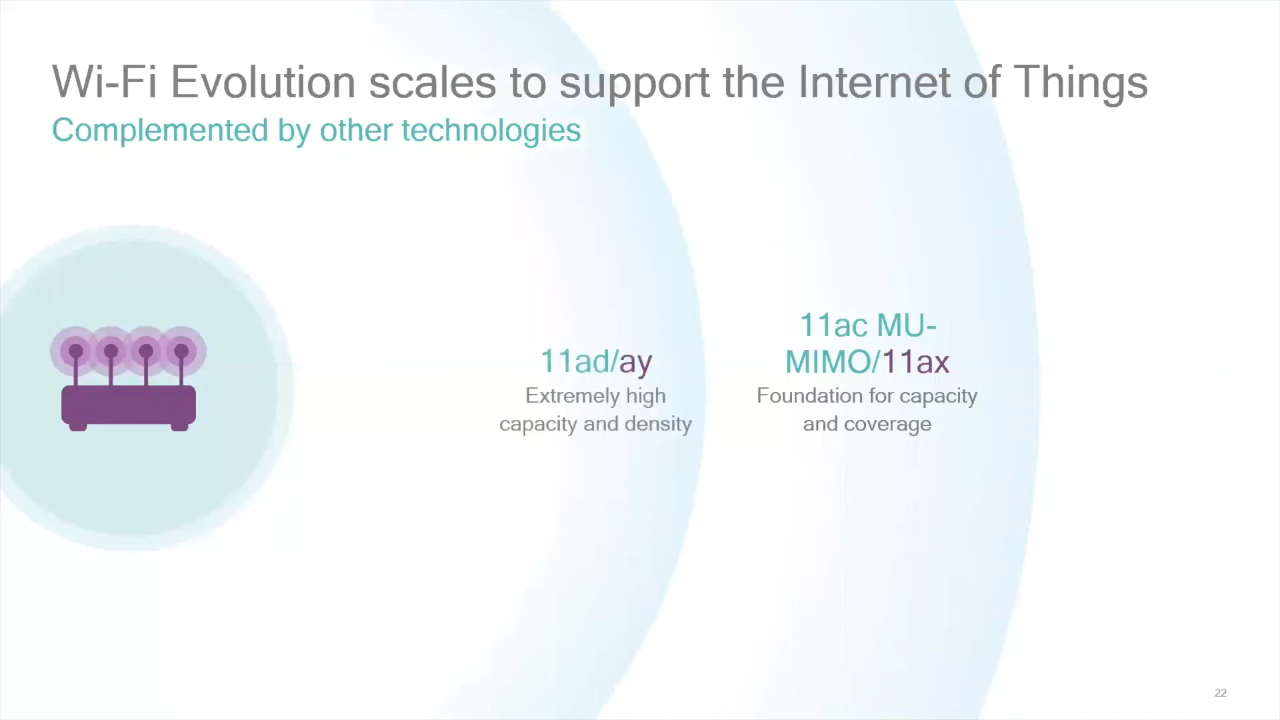 Wi-Fi Evolution scales to support the Internet of Things
Complemented by other technologies
11ad/ay
Extremely high
capacity and density
11ac MU-
MIMO/11ax
Foundation for capacity
and coverage
22